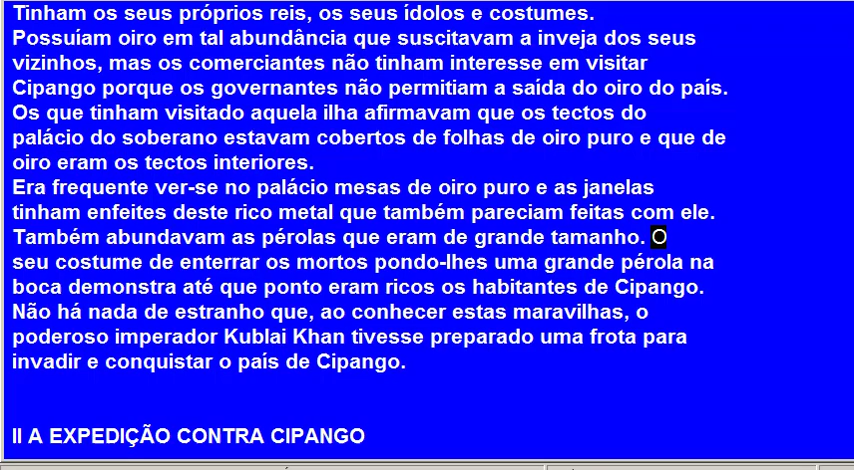 Tinham os seus próprios reis, os seus ídolos e costumes.
Possuíam oiro em tal abundância que suscitavam a inveja dos seus
vizinhos, mas os comerciantes não tinham interesse em visitar
Cipango porque os governantes não permitiam a saída do oiro do país.
Os que tinham visitado aquela ilha afirmavam que os tectos do
palácio do soberano estavam cobertos de folhas de oiro puro e que de
oiro eram os tectos interiores.
Era frequente ver-se no palácio mesas de oiro puro e as janelas
tinham enfeites deste rico metal que também pareciam feitas com ele.
Também abundavam as pérolas que eram de grande tamanho. O
seu costume de enterrar os mortos pondo-lhes uma grande pérola na
boca demonstra até que ponto eram ricos os habitantes de Cipango.
Não há nada de estranho que, ao conhecer estas maravilhas, o
poderoso imperador Kublai Khan tivesse preparado uma frota para
invadir e conquistar o país de Cipango.
II A EXPEDIÇÃO CONTRA CIPANGO